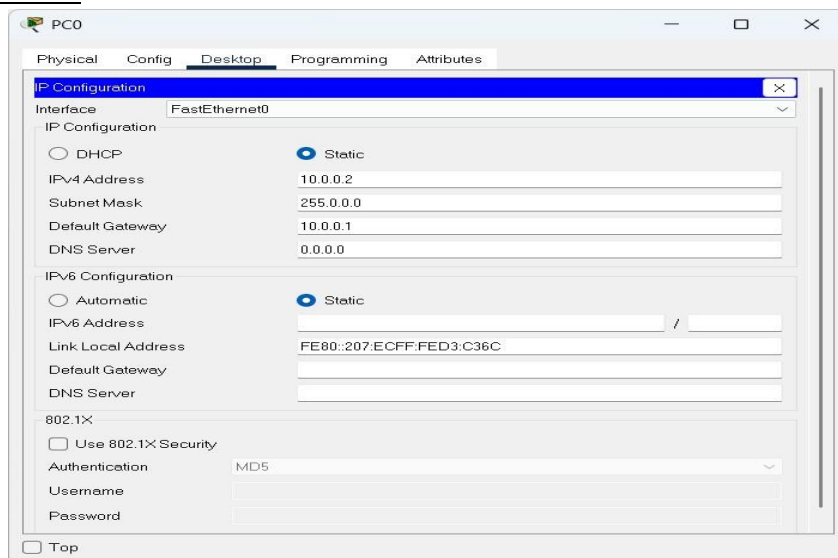 PC0
Physical Config Desktop Programming Attributes
IP Configuration
Interface FastEthernet0
IP Configuration
DHCP Static
IPv4 Address 10.0.0.2
Subnet Mask 255.0.0.0
Default Gateway 10.0.0.1
DNS Server 0.0.0.0
IPv6 Configuration
Automatic Static
IPv6 Address /
Link Local Address FE80::207:ECFF:FED3:C36C
Default Gateway
DNS Server
802.1X
Use 802.1X Security
Authentication MD5
Username
Password
Top